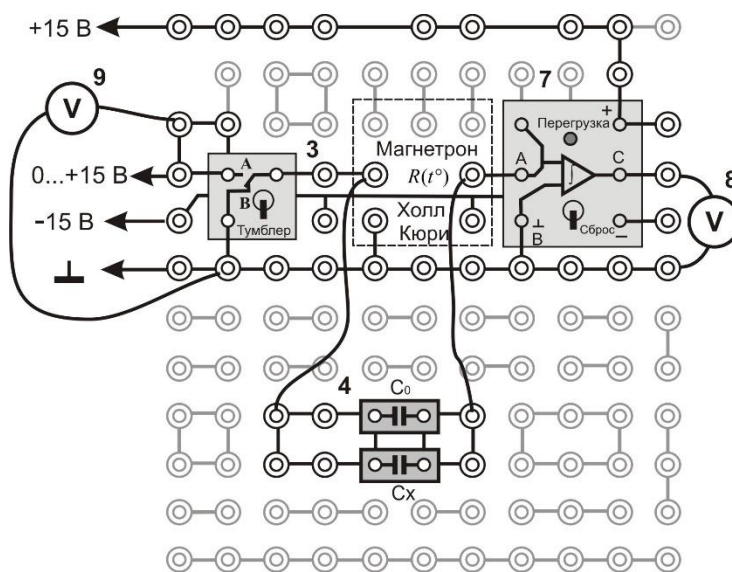 +15 В
9
V
7
+
Перегрузка
3
Магнетрон
0...+15 В
A
R(t°)
A
∫
C
8
V
B
Тумблер
Холл
Кюри
-15 В
⊥
B
Сброс
–
⊥
4
C₀
Cx